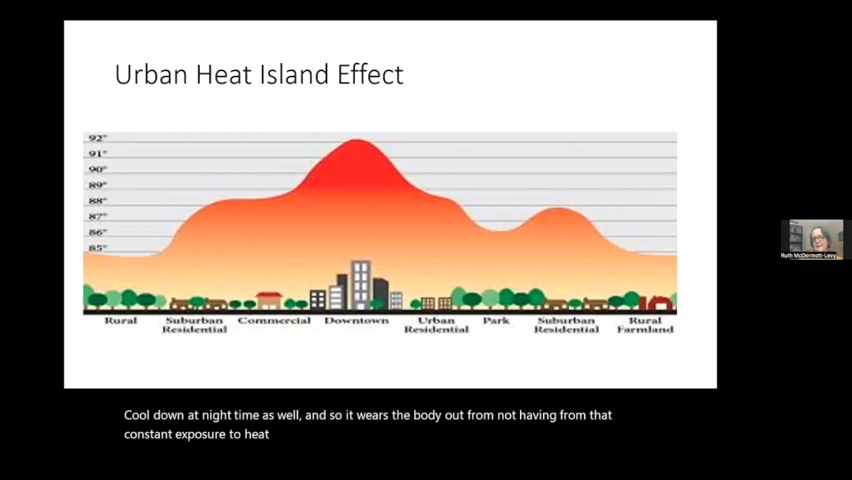 Urban Heat Island Effect
92°
91°
90°
89°
88°
87°
86°
85°
Rural
Suburban
Residential
Commercial
Downtown
Urban
Residential
Park
Suburban
Residential
Rural
Farmland
Ruth McDermott-Levy
Cool down at night time as well, and so it wears the body out from not having from that
constant exposure to heat